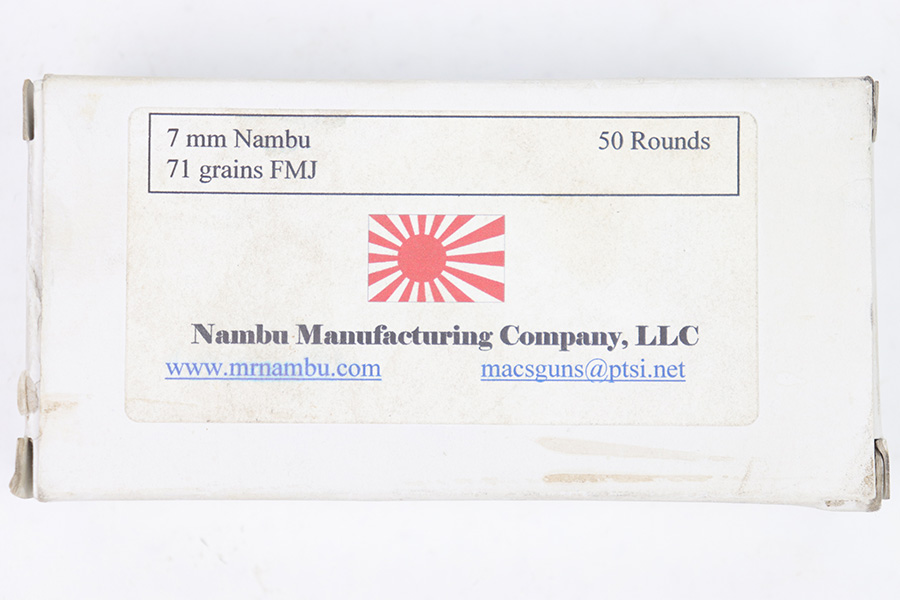 7 mm Nambu 50 Rounds
71 grains FMJ
Nambu Manufacturing Company, LLC
www.mrnambu.com macsguns@ptsi.net